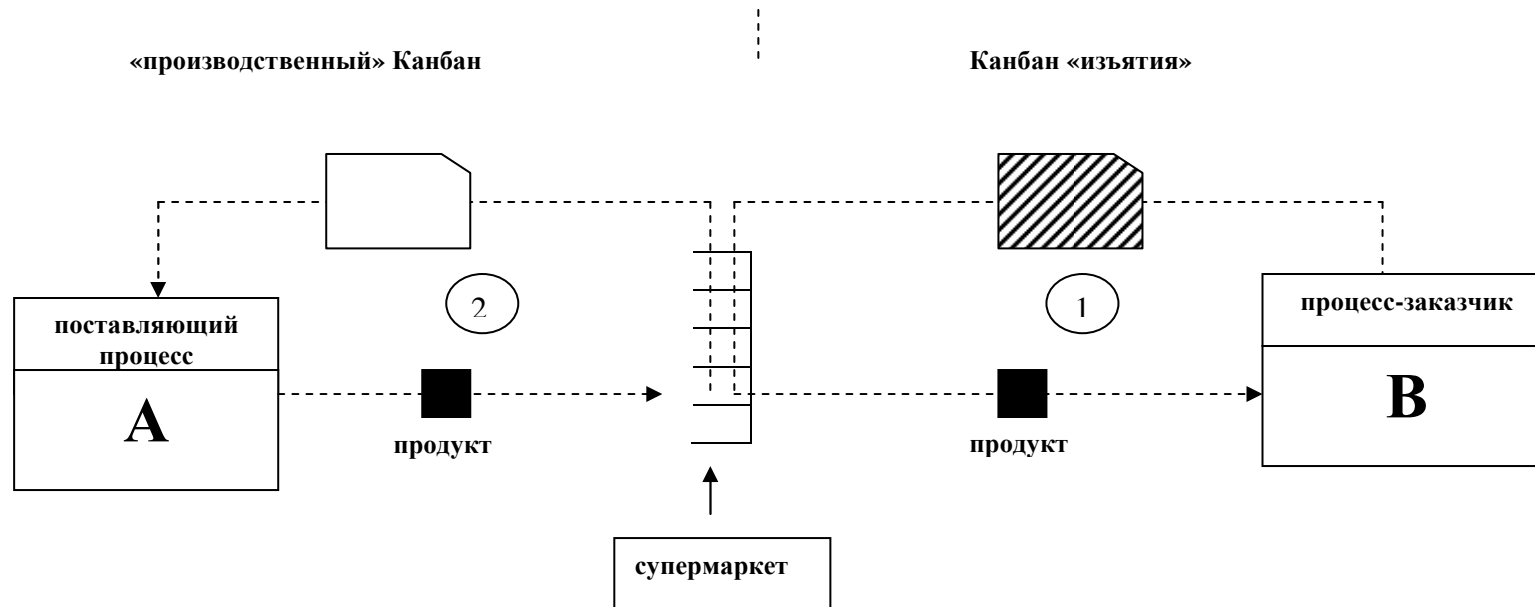 «производственный» Канбан
Канбан «изъятия»
2
1
поставляющий
процесс
процесс-заказчик
A
B
продукт
продукт
супермаркет